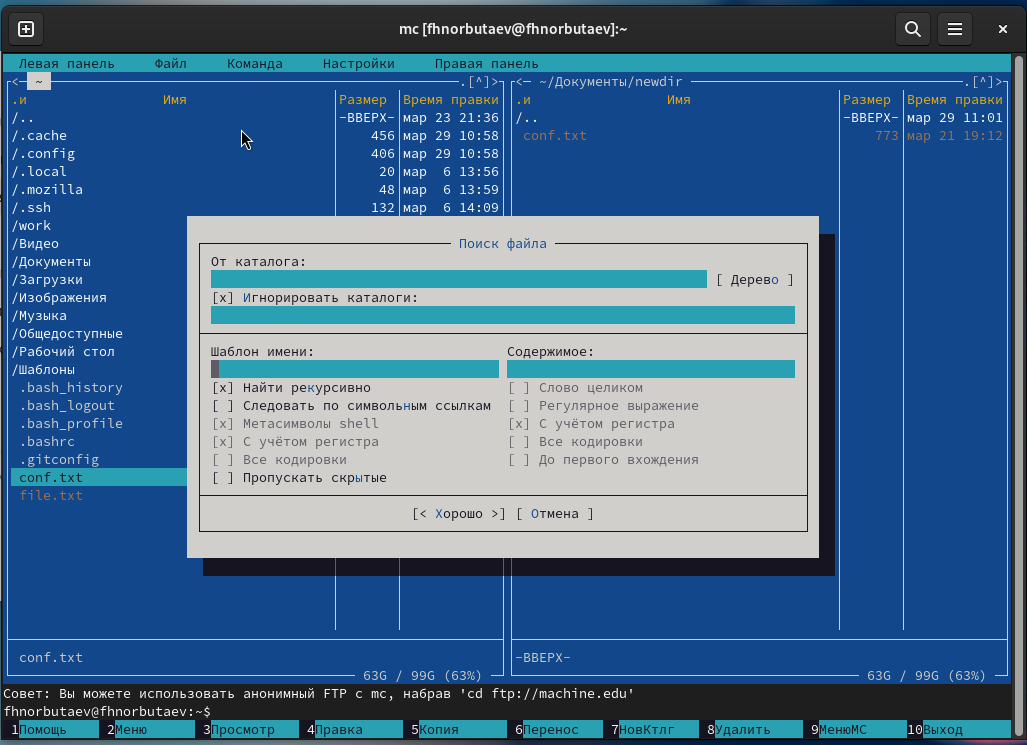 mc [fhnorbutaev@fhnorbutaev]:~
Левая панель Файл Команда Настройки Правая панель
<─ ~ .[^]> <─ ~/Документы/newdir .[^]>
.и Имя Размер Время правки .и Имя Размер Время правки
/.. -ВВЕРХ- мар 23 21:36 /.. -ВВЕРХ- мар 29 11:01
/.cache 456 мар 29 10:58 conf.txt 773 мар 21 19:12
/.config 406 мар 29 10:58
/.local 20 мар 6 13:56
/.mozilla 48 мар 6 13:59
/.ssh 132 мар 6 14:09
/work
/Видео
/Документы
/Загрузки
/Изображения
/Музыка
/Общедоступные
/Рабочий стол
/Шаблоны
.bash_history
.bash_logout
.bash_profile
.bashrc
.gitconfig
conf.txt
file.txt
Поиск файла
От каталога:
[ Дерево ]
[x] Игнорировать каталоги:
Шаблон имени: Содержимое:
[x] Найти рекурсивно [ ] Слово целиком
[ ] Следовать по символьным ссылкам [ ] Регулярное выражение
[x] Метасимволы shell [x] С учётом регистра
[x] С учётом регистра [ ] Все кодировки
[ ] Все кодировки [ ] До первого вхождения
[ ] Пропускать скрытые
[< Хорошо >] [ Отмена ]
conf.txt -ВВЕРХ-
63G / 99G (63%) 63G / 99G (63%)
Совет: Вы можете использовать анонимный FTP с mc, набрав 'cd ftp://machine.edu'
fhnorbutaev@fhnorbutaev:~$
1Помощь 2Меню 3Просмотр 4Правка 5Копия 6Перенос 7НовКтлг 8Удалить 9МенюМС 10Выход